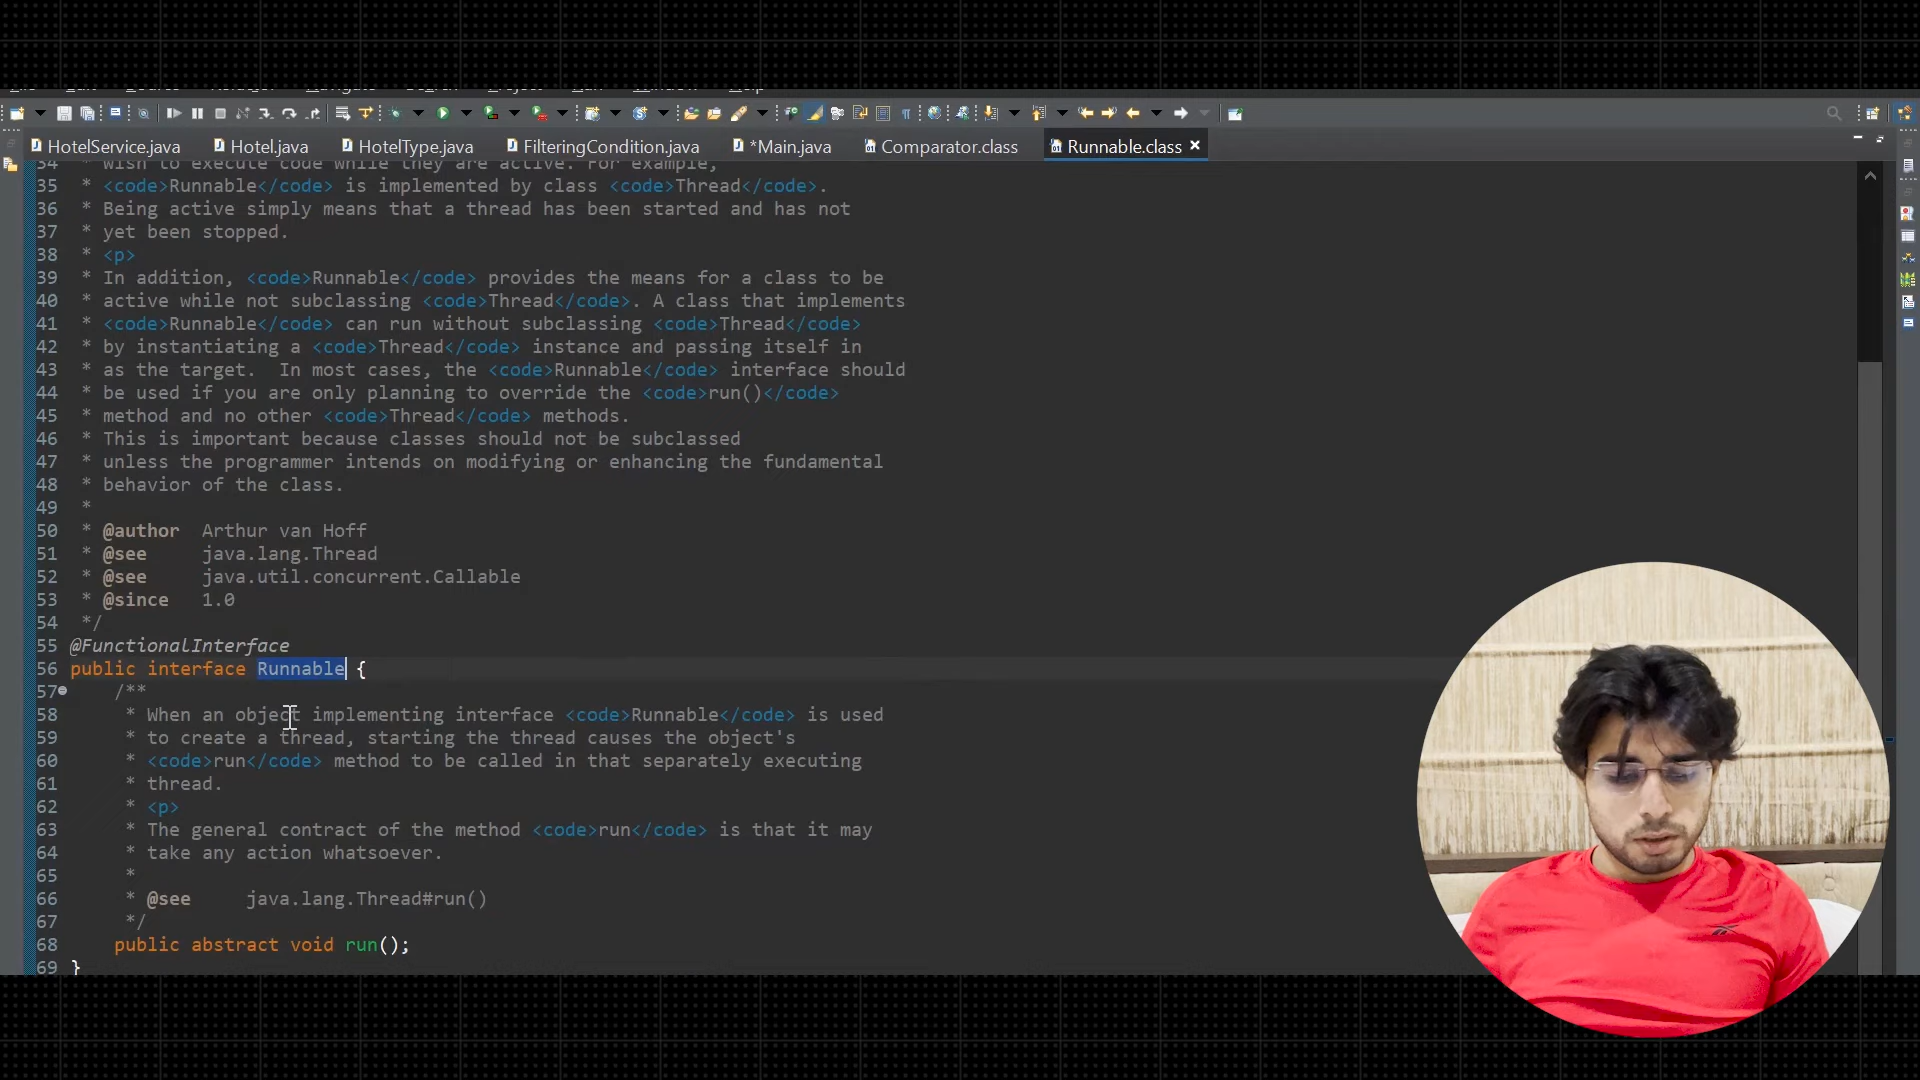 HotelService.java
Hotel.java
HotelType.java
FilteringCondition.java
*Main.java
Comparator.class
Runnable.class
34 * wish to execute code while they are active. For example,
35 * <code>Runnable</code> is implemented by class <code>Thread</code>.
36 * Being active simply means that a thread has been started and has not
37 * yet been stopped.
38 * <p>
39 * In addition, <code>Runnable</code> provides the means for a class to be
40 * active while not subclassing <code>Thread</code>. A class that implements
41 * <code>Runnable</code> can run without subclassing <code>Thread</code>
42 * by instantiating a <code>Thread</code> instance and passing itself in
43 * as the target.  In most cases, the <code>Runnable</code> interface should
44 * be used if you are only planning to override the <code>run()</code>
45 * method and no other <code>Thread</code> methods.
46 * This is important because classes should not be subclassed
47 * unless the programmer intends on modifying or enhancing the fundamental
48 * behavior of the class.
49 *
50 * @author  Arthur van Hoff
51 * @see     java.lang.Thread
52 * @see     java.util.concurrent.Callable
53 * @since   1.0
54 */
55 @FunctionalInterface
56 public interface Runnable {
57     /**
58      * When an object implementing interface <code>Runnable</code> is used
59      * to create a thread, starting the thread causes the object's
60      * <code>run</code> method to be called in that separately executing
61      * thread.
62      * <p>
63      * The general contract of the method <code>run</code> is that it may
64      * take any action whatsoever.
65      *
66      * @see     java.lang.Thread#run()
67      */
68     public abstract void run();
69 }